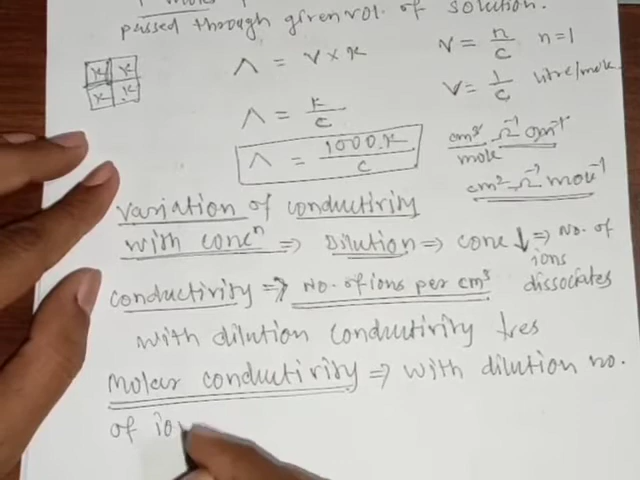 passed through given vol. of solution.
κ κ
κ κ
Λ = V × κ
V = n/c n=1
V = 1/c litre/mole
Λ = κ/c
Λ = 1000.κ/c
cm³/mole Ω⁻¹ cm⁻¹
cm² Ω⁻¹ mole⁻¹
variation of conductivity
with concⁿ ⇒ Dilution ⇒ conc ↓ ⇒ No. of
ions
dissociates
conductivity ⇒ No. of ions per cm³
with dilution conductivity ↓es
Molar conductivity ⇒ with dilution no.
of ion